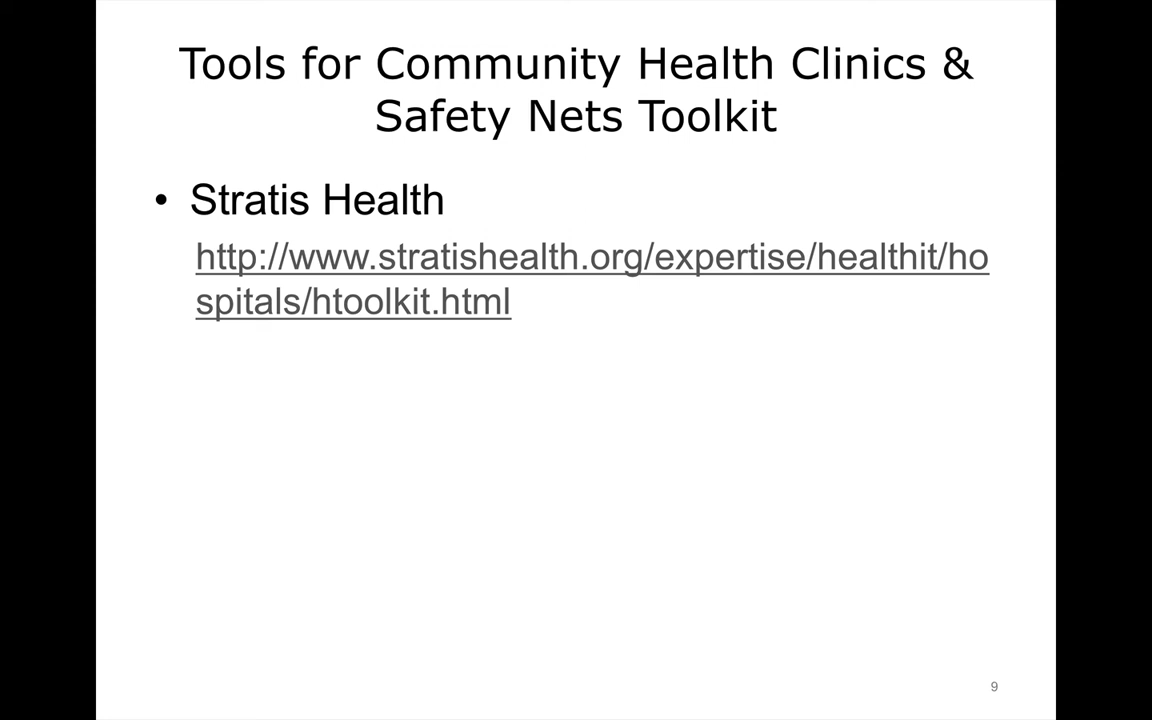 Tools for Community Health Clinics &
Safety Nets Toolkit
• Stratis Health
http://www.stratishealth.org/expertise/healthit/ho
spitals/htoolkit.html
9